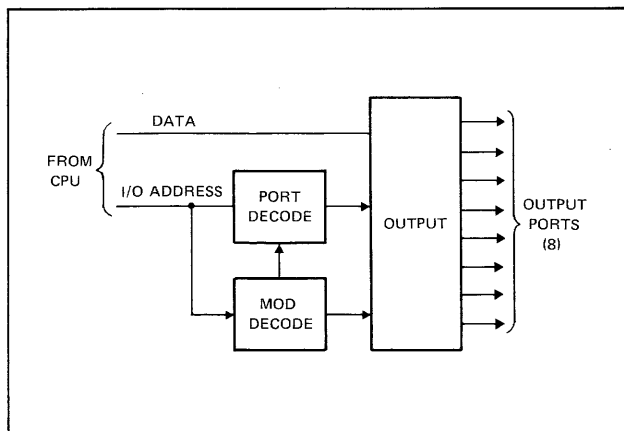 DATA
FROM
CPU
I/O ADDRESS
PORT
DECODE
MOD
DECODE
OUTPUT
OUTPUT
PORTS
(8)